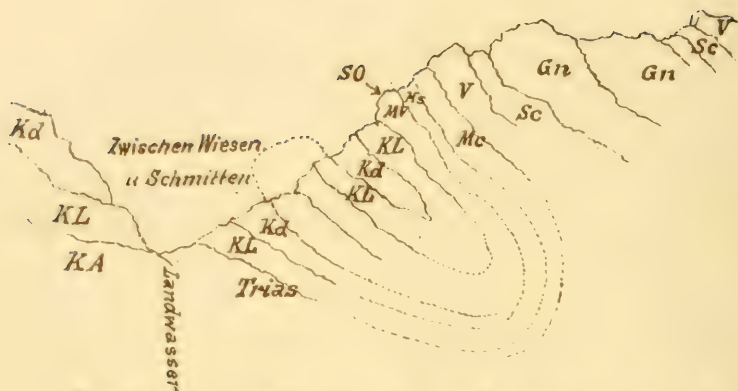 V
Sc
Gn
Gn
V
Sc
SO
Ms
MV
Mc
Kd
Zwischen Wiesen
u Schmitten
KL
Kd
KL
KL
Kd
KL
KA
Trias
Landwasser